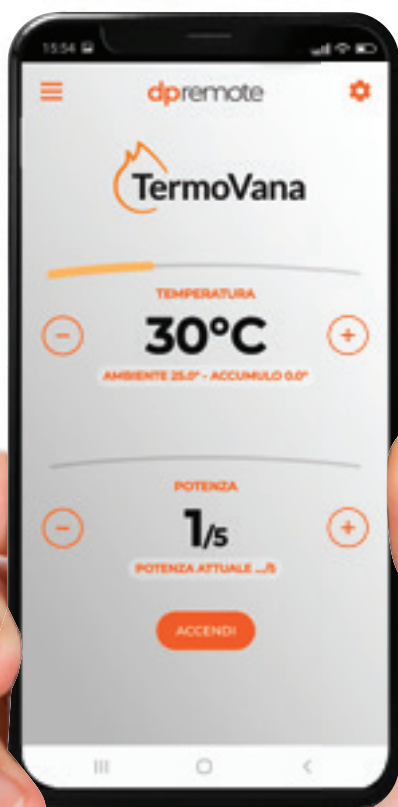 15:54
dpremote
TermoVana
TEMPERATURA
30°C
AMBIENTE 25.0° - ACCUMULO 0.0°
POTENZA
1/5
POTENZA ATTUALE .../5
ACCENDI